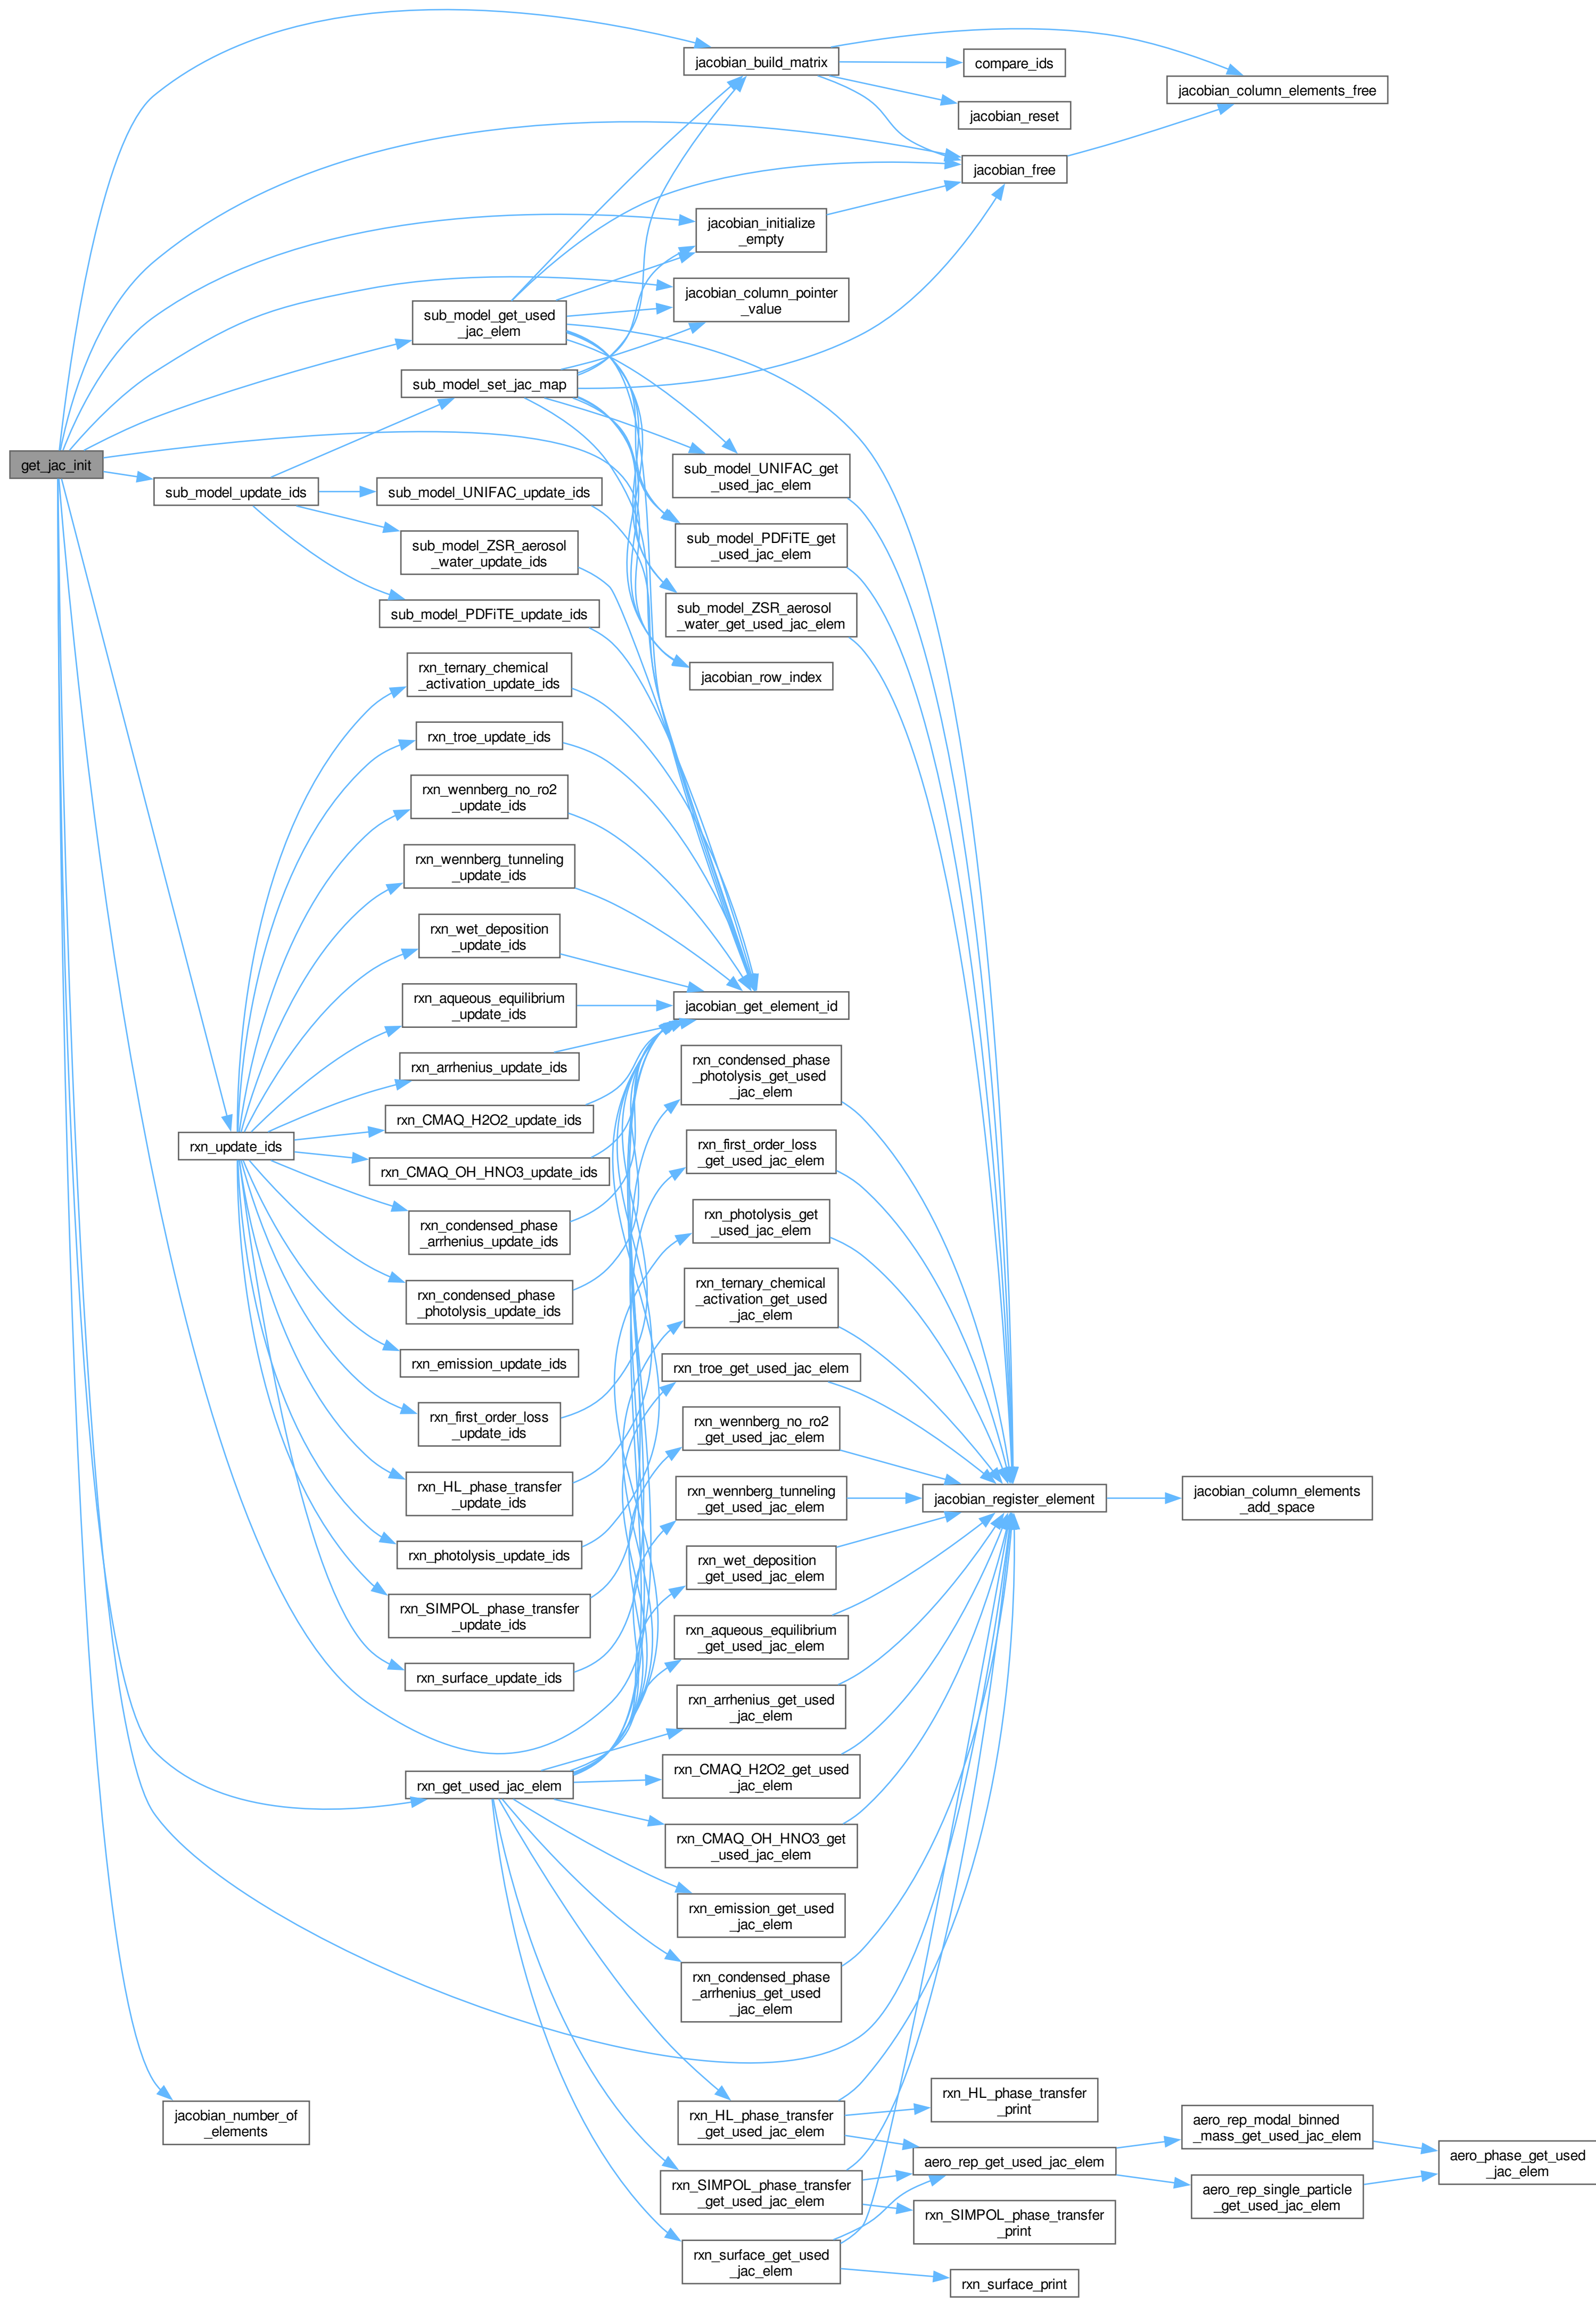 get_jac_init
sub_model_update_ids
rxn_update_ids
jacobian_number_of
_elements
sub_model_get_used
_jac_elem
sub_model_set_jac_map
sub_model_UNIFAC_update_ids
sub_model_ZSR_aerosol
_water_update_ids
sub_model_PDFiTE_update_ids
rxn_ternary_chemical
_activation_update_ids
rxn_troe_update_ids
rxn_wennberg_no_ro2
_update_ids
rxn_wennberg_tunneling
_update_ids
rxn_wet_deposition
_update_ids
rxn_aqueous_equilibrium
_update_ids
rxn_arrhenius_update_ids
rxn_CMAQ_H2O2_update_ids
rxn_CMAQ_OH_HNO3_update_ids
rxn_condensed_phase
_arrhenius_update_ids
rxn_condensed_phase
_photolysis_update_ids
rxn_emission_update_ids
rxn_first_order_loss
_update_ids
rxn_HL_phase_transfer
_update_ids
rxn_photolysis_update_ids
rxn_SIMPOL_phase_transfer
_update_ids
rxn_surface_update_ids
rxn_get_used_jac_elem
jacobian_build_matrix
jacobian_initialize
_empty
jacobian_column_pointer
_value
sub_model_UNIFAC_get
_used_jac_elem
sub_model_PDFiTE_get
_used_jac_elem
sub_model_ZSR_aerosol
_water_get_used_jac_elem
jacobian_row_index
jacobian_get_element_id
rxn_condensed_phase
_photolysis_get_used
_jac_elem
rxn_first_order_loss
_get_used_jac_elem
rxn_photolysis_get
_used_jac_elem
rxn_ternary_chemical
_activation_get_used
_jac_elem
rxn_troe_get_used_jac_elem
rxn_wennberg_no_ro2
_get_used_jac_elem
rxn_wennberg_tunneling
_get_used_jac_elem
rxn_wet_deposition
_get_used_jac_elem
rxn_aqueous_equilibrium
_get_used_jac_elem
rxn_arrhenius_get_used
_jac_elem
rxn_CMAQ_H2O2_get_used
_jac_elem
rxn_CMAQ_OH_HNO3_get
_used_jac_elem
rxn_emission_get_used
_jac_elem
rxn_condensed_phase
_arrhenius_get_used
_jac_elem
rxn_HL_phase_transfer
_get_used_jac_elem
rxn_SIMPOL_phase_transfer
_get_used_jac_elem
rxn_surface_get_used
_jac_elem
compare_ids
jacobian_reset
jacobian_free
jacobian_register_element
rxn_HL_phase_transfer
_print
aero_rep_get_used_jac_elem
rxn_SIMPOL_phase_transfer
_print
rxn_surface_print
jacobian_column_elements_free
jacobian_column_elements
_add_space
aero_rep_modal_binned
_mass_get_used_jac_elem
aero_rep_single_particle
_get_used_jac_elem
aero_phase_get_used
_jac_elem